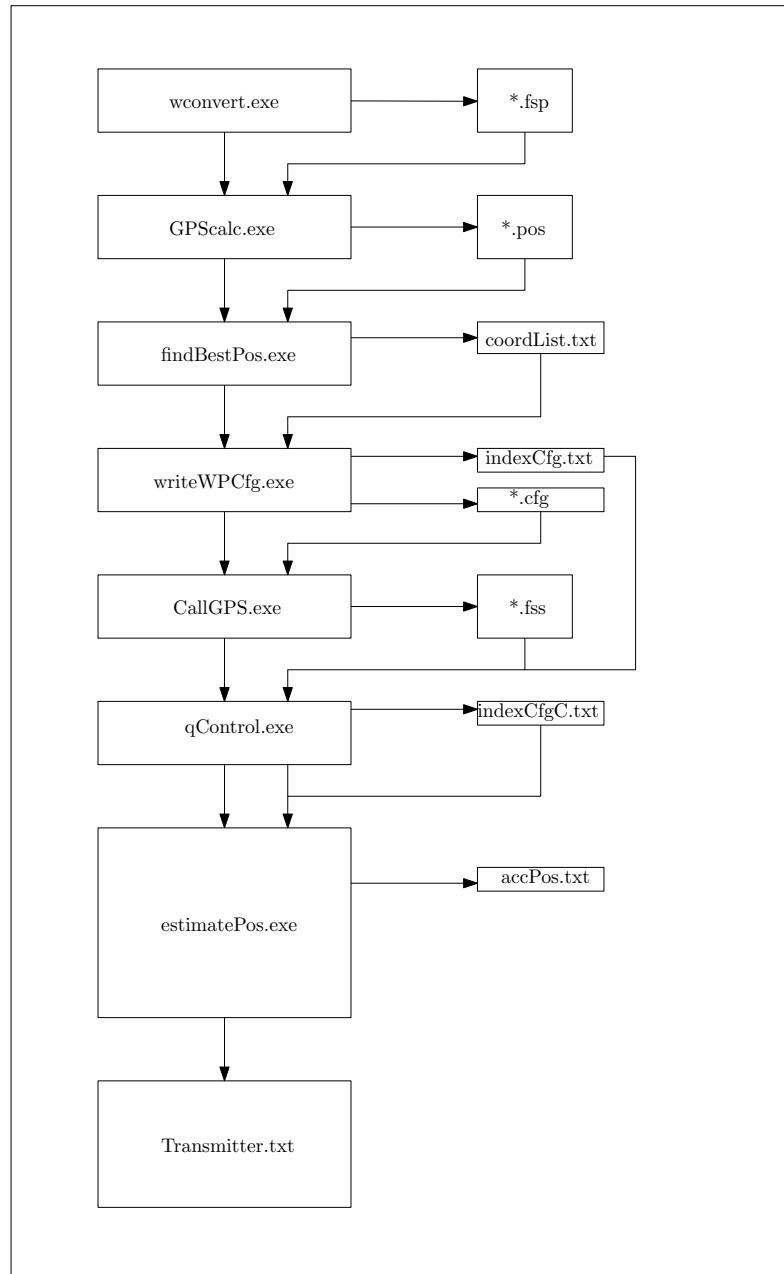 wconvert.exe
*.fsp
GPScalc.exe
*.pos
findBestPos.exe
coordList.txt
writeWPCfg.exe
indexCfg.txt
*.cfg
CallGPS.exe
*.fss
qControl.exe
indexCfgC.txt
estimatePos.exe
accPos.txt
Transmitter.txt